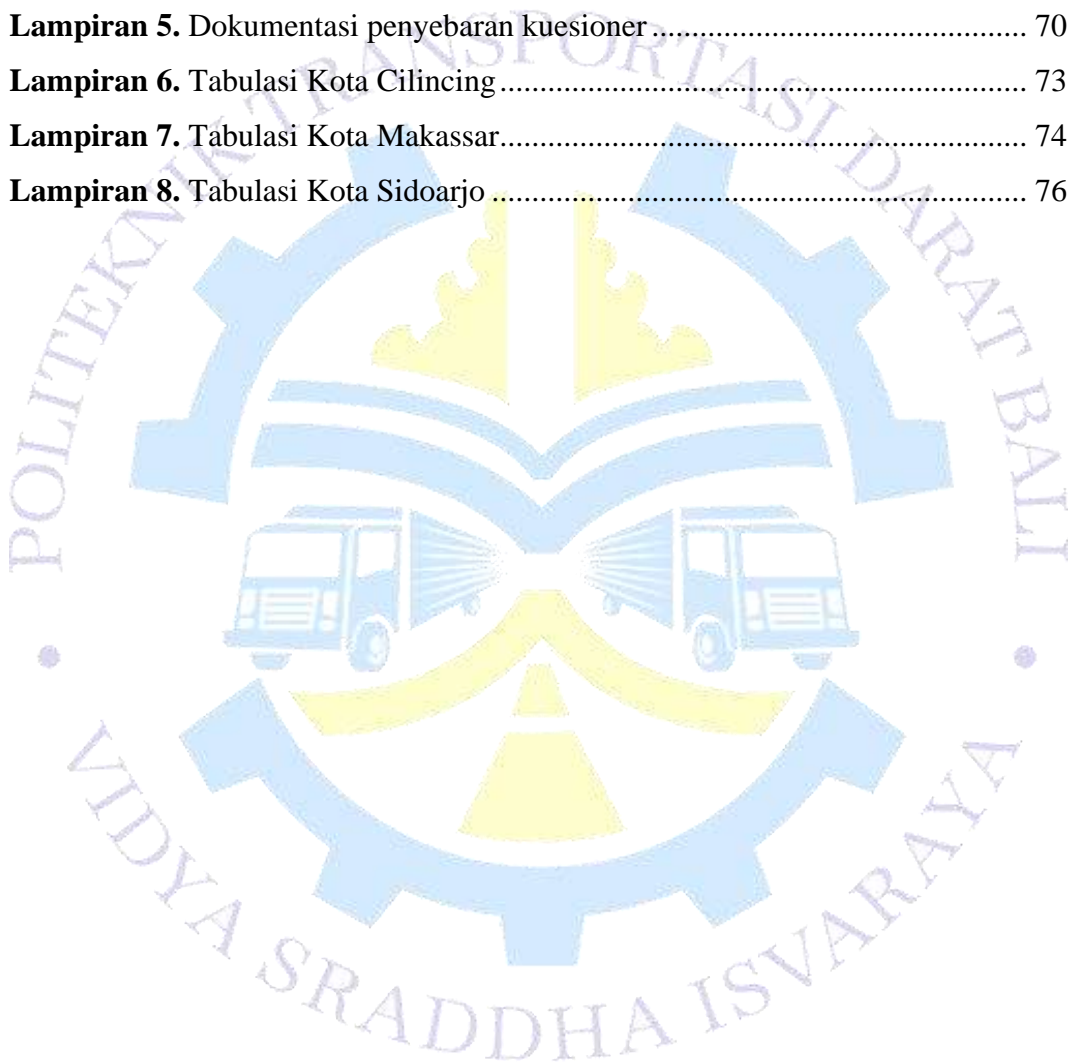 Lampiran 5. Dokumentasi penyebaran kuesioner ..................................... 70
Lampiran 6. Tabulasi Kota Cilincing ..................................................... 73
Lampiran 7. Tabulasi Kota Makassar ..................................................... 74
Lampiran 8. Tabulasi Kota Sidoarjo ...................................................... 76
POLITEKNIK TRANSPORTASI DARAT BALI
• VIDYA SRADDHA ISVARAYA •